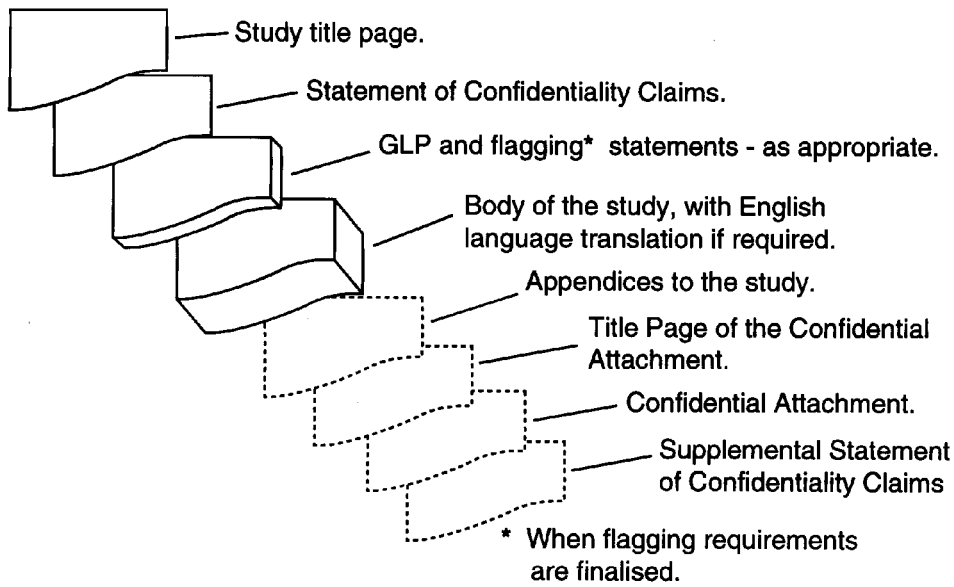 Study title page.
Statement of Confidentiality Claims.
GLP and flagging* statements - as appropriate.
Body of the study, with English
language translation if required.
Appendices to the study.
Title Page of the Confidential
Attachment.
Confidential Attachment.
Supplemental Statement
of Confidentiality Claims
* When flagging requirements
are finalised.